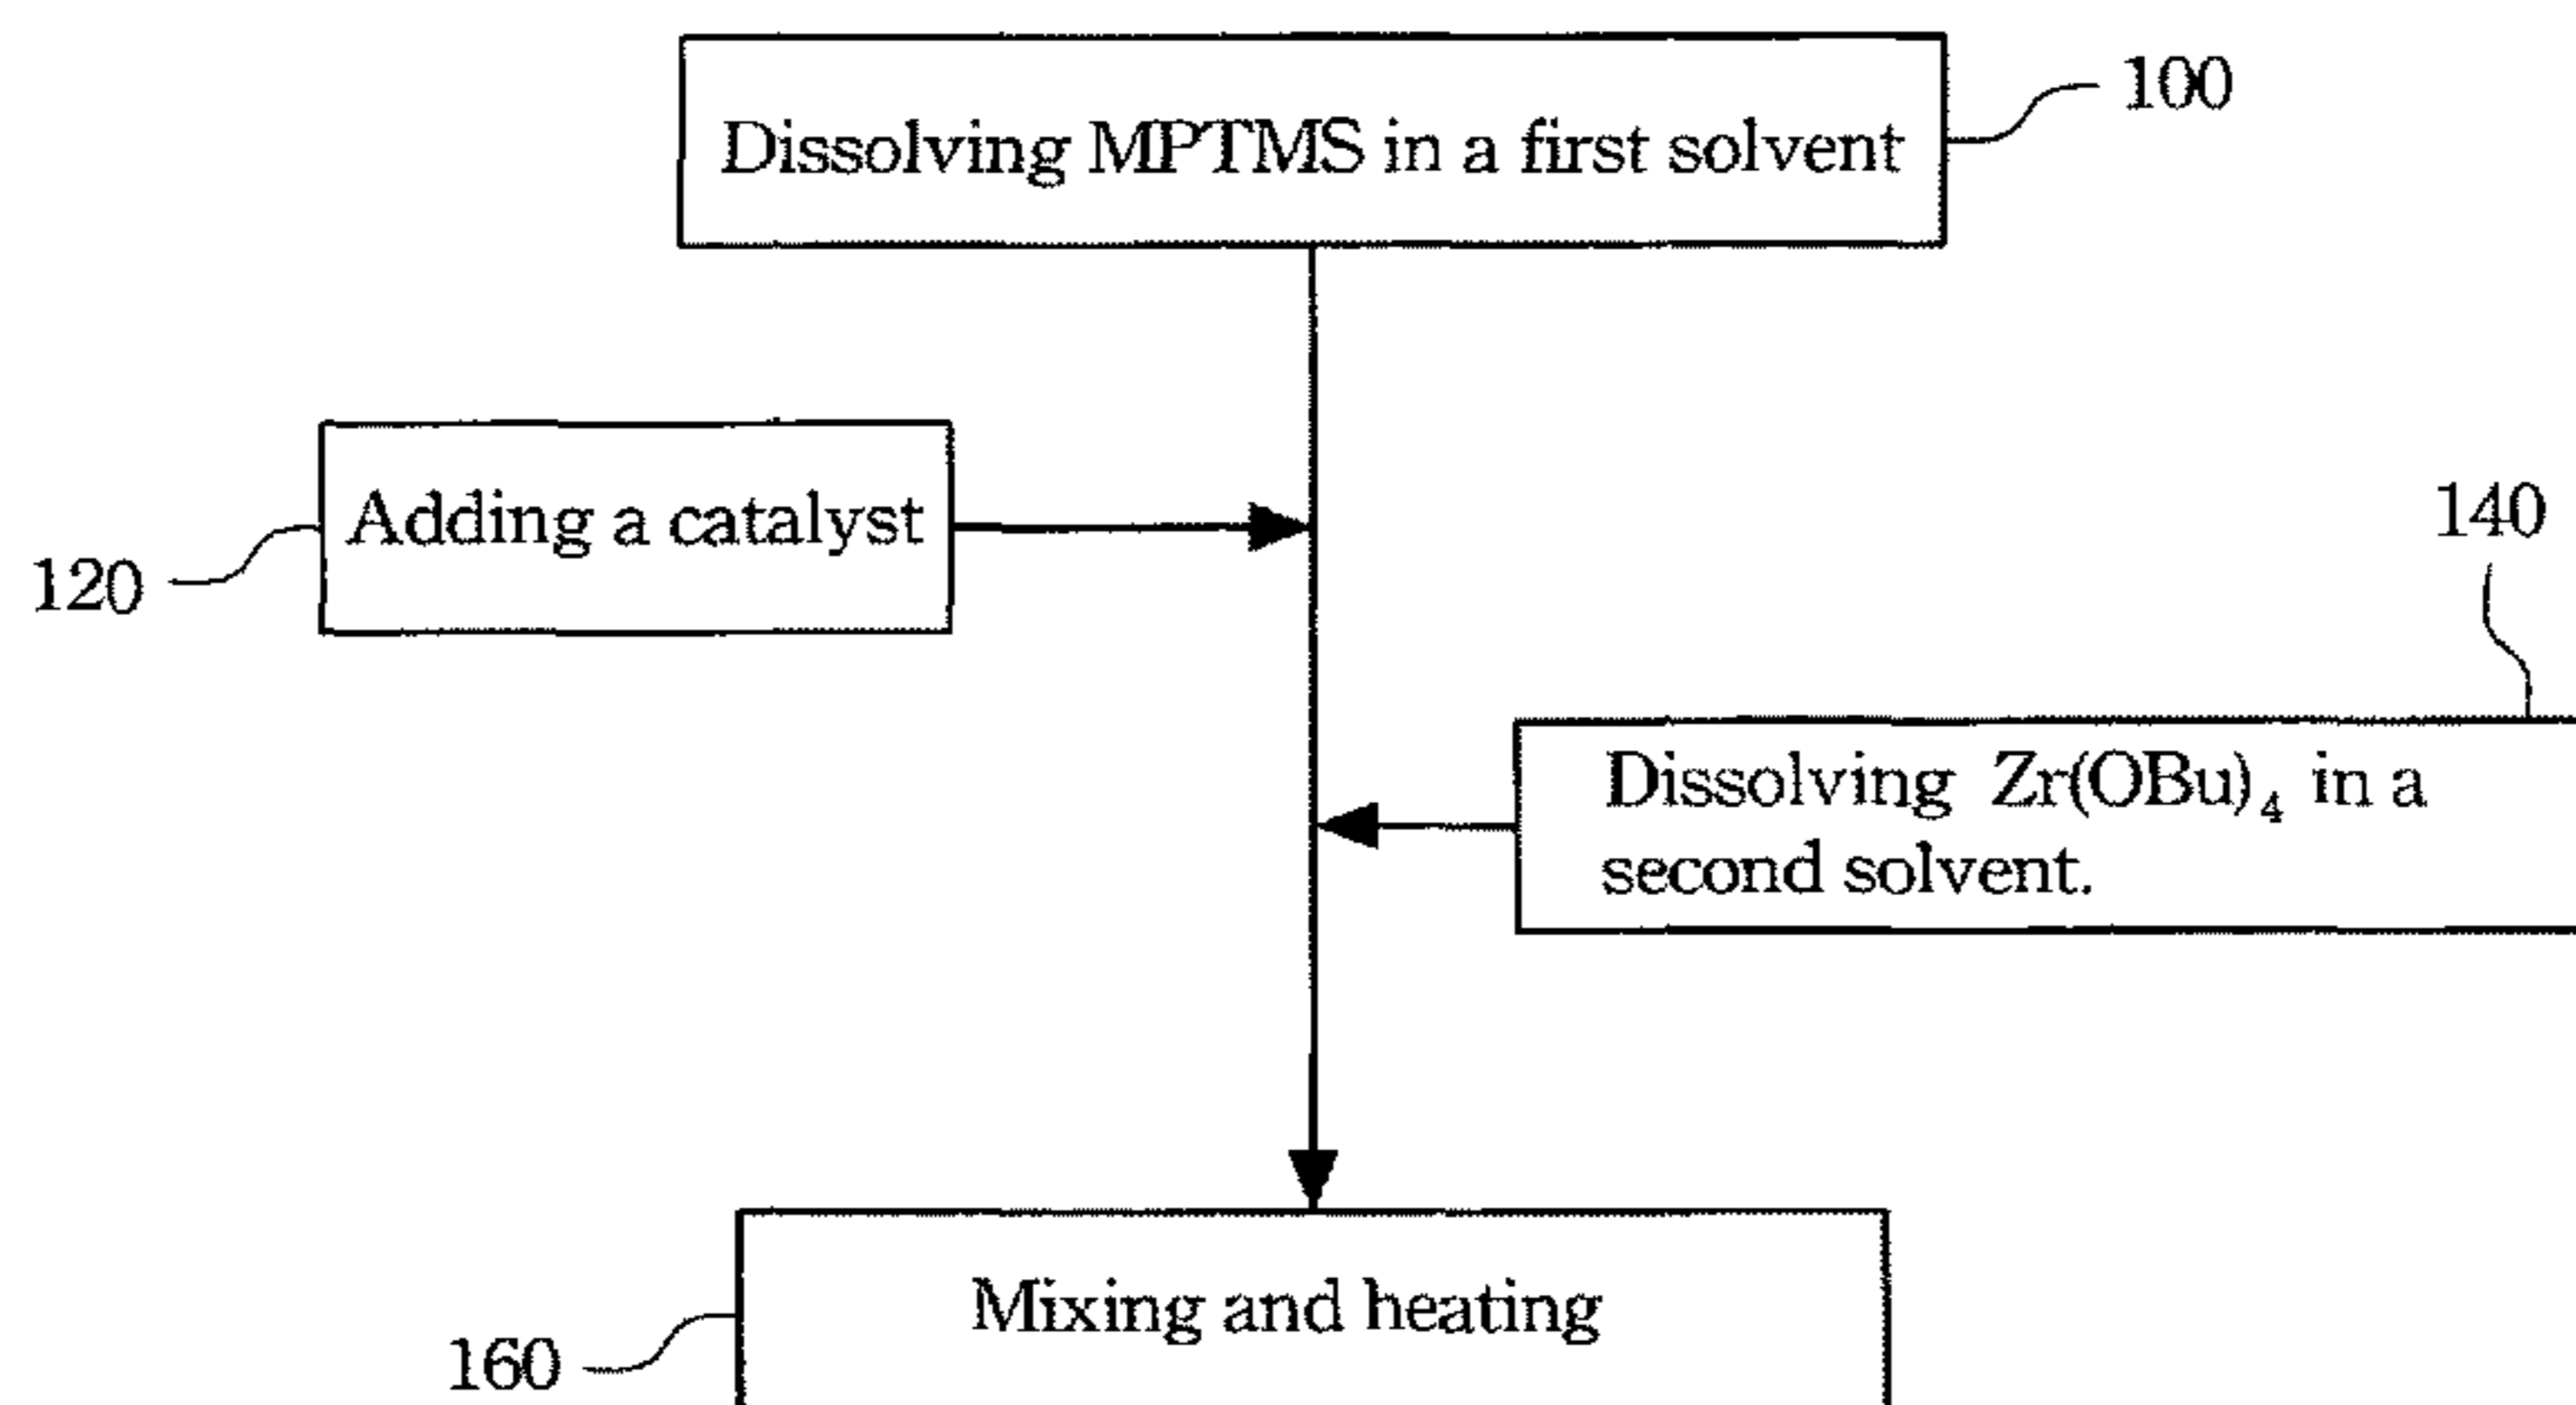 100
Dissolving MPTMS in a first solvent
Adding a catalyst
120
140
Dissolving Zr(OBu)₄ in a
second solvent.
Mixing and heating
160